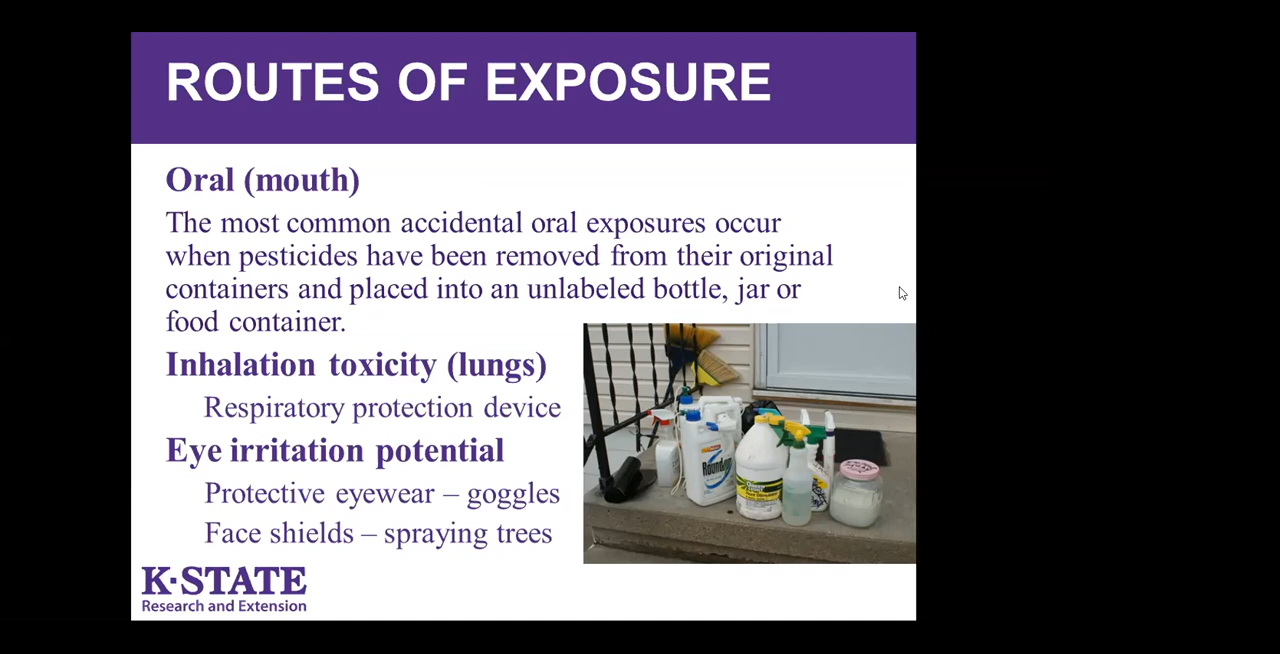 ROUTES OF EXPOSURE
Oral (mouth)
The most common accidental oral exposures occur
when pesticides have been removed from their original
containers and placed into an unlabeled bottle, jar or
food container.
Inhalation toxicity (lungs)
Respiratory protection device
Eye irritation potential
Protective eyewear – goggles
Face shields – spraying trees
Roundup
K·STATE
Research and Extension